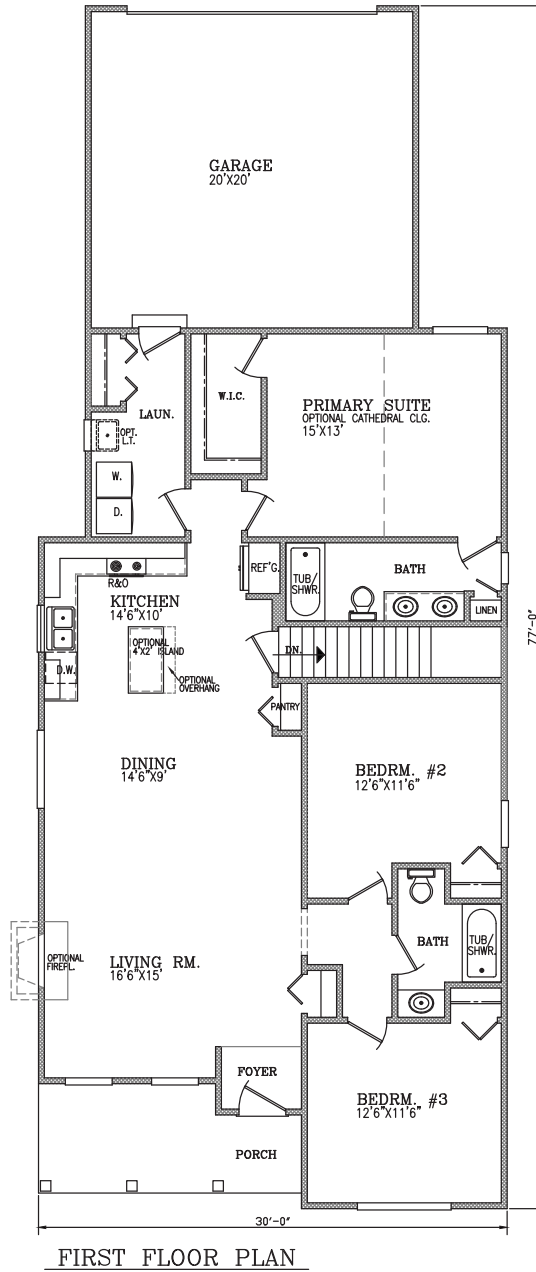 GARAGE
20'X20'
W.I.C.
PRIMARY SUITE
OPTIONAL CATHEDRAL CLG.
15'X13'
LAUN.
OPT.
L.T.
W.
D.
REF'G.
TUB/
SHWR.
BATH
LINEN
R&O
KITCHEN
14'6"X10'
OPTIONAL
4'X2' ISLAND
OPTIONAL
OVERHANG
D.W.
DN.
PANTRY
77'-0"
DINING
14'6"X9'
BEDRM. #2
12'6"X11'6"
BATH
TUB/
SHWR.
OPTIONAL
FIREPL.
LIVING RM.
16'6"X15'
FOYER
BEDRM. #3
12'6"X11'6"
PORCH
30'-0"
FIRST FLOOR PLAN